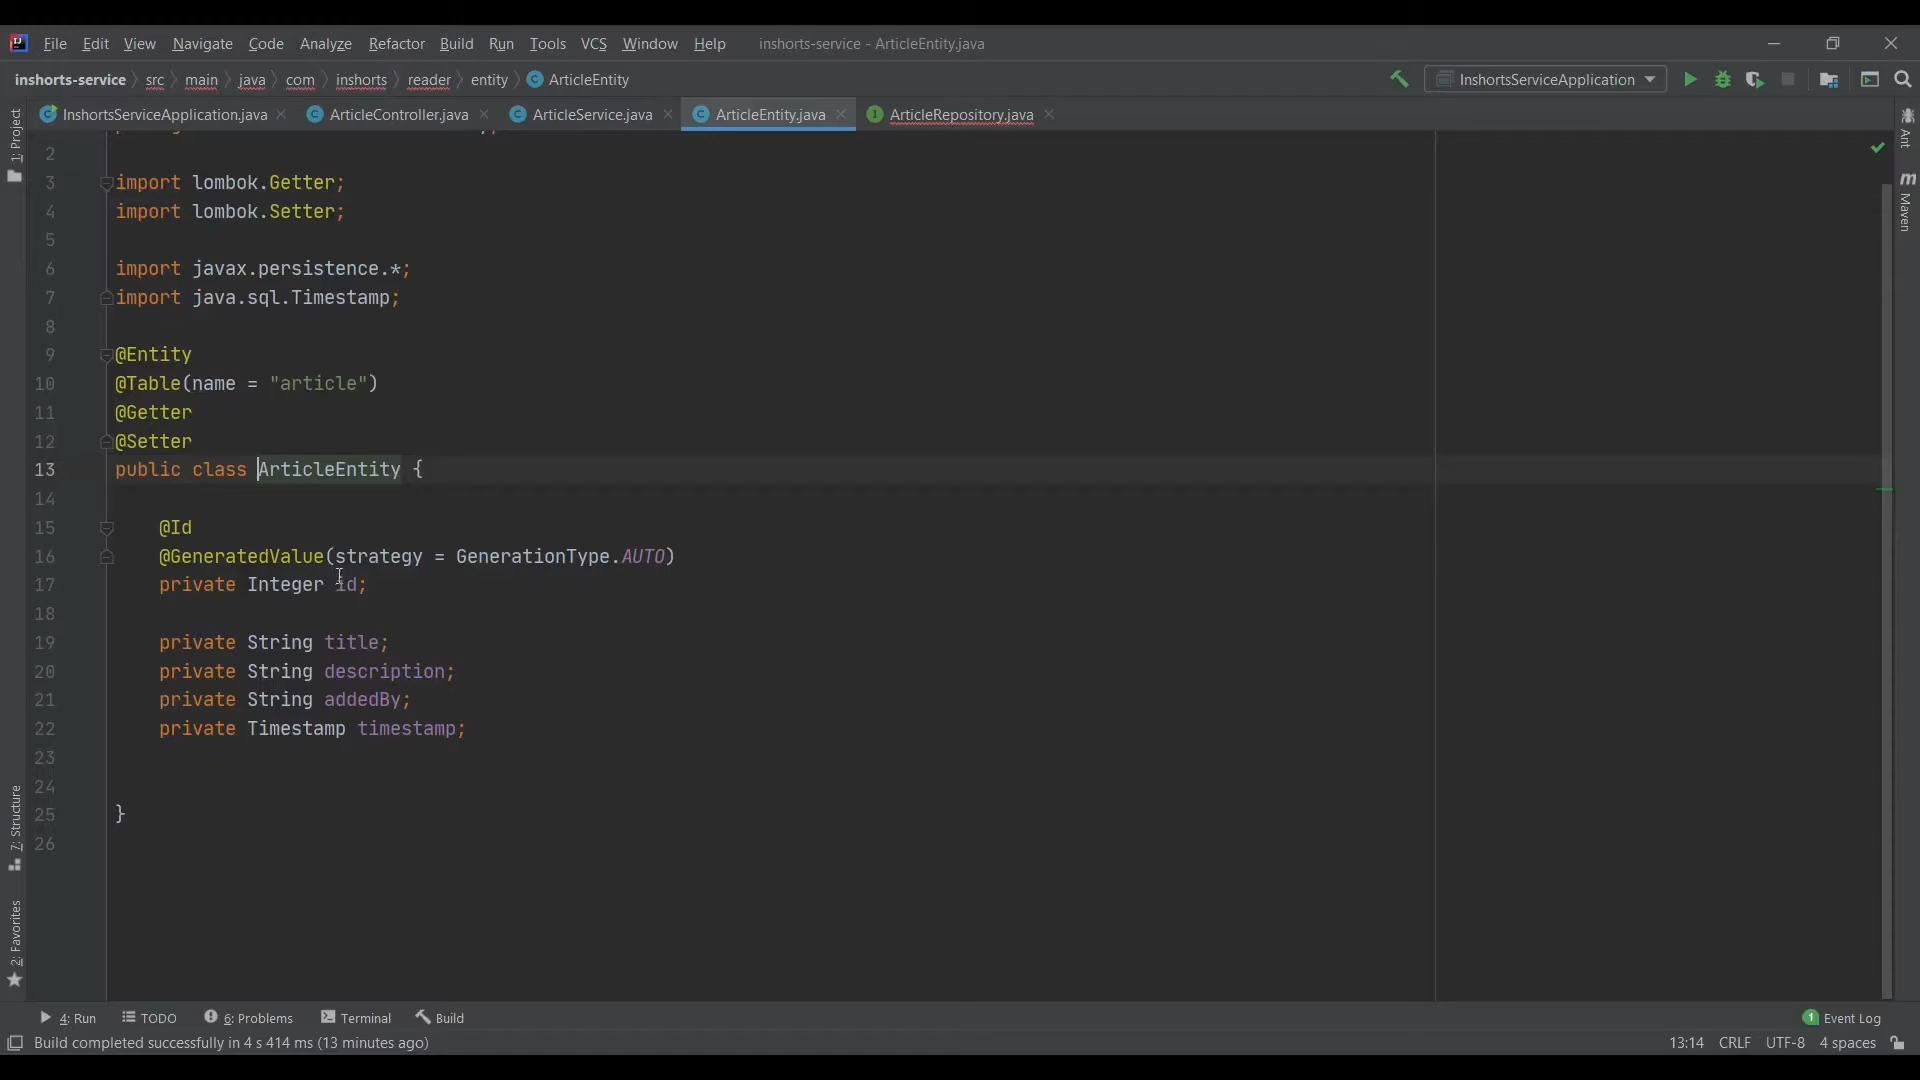 File Edit View Navigate Code Analyze Refactor Build Run Tools VCS Window Help inshorts-service - ArticleEntity.java
inshorts-service src main java com inshorts reader entity ArticleEntity InshortsServiceApplication
InshortsServiceApplication.java ArticleController.java ArticleService.java ArticleEntity.java ArticleRepository.java
1: Project
Ant
Maven
7: Structure
2: Favorites
2
3 import lombok.Getter;
4 import lombok.Setter;
5
6 import javax.persistence.*;
7 import java.sql.Timestamp;
8
9 @Entity
10 @Table(name = "article")
11 @Getter
12 @Setter
13 public class ArticleEntity {
14
15 @Id
16 @GeneratedValue(strategy = GenerationType.AUTO)
17 private Integer id;
18
19 private String title;
20 private String description;
21 private String addedBy;
22 private Timestamp timestamp;
23
24
25 }
26
4: Run TODO 6: Problems Terminal Build 1 Event Log
Build completed successfully in 4 s 414 ms (13 minutes ago) 13:14 CRLF UTF-8 4 spaces